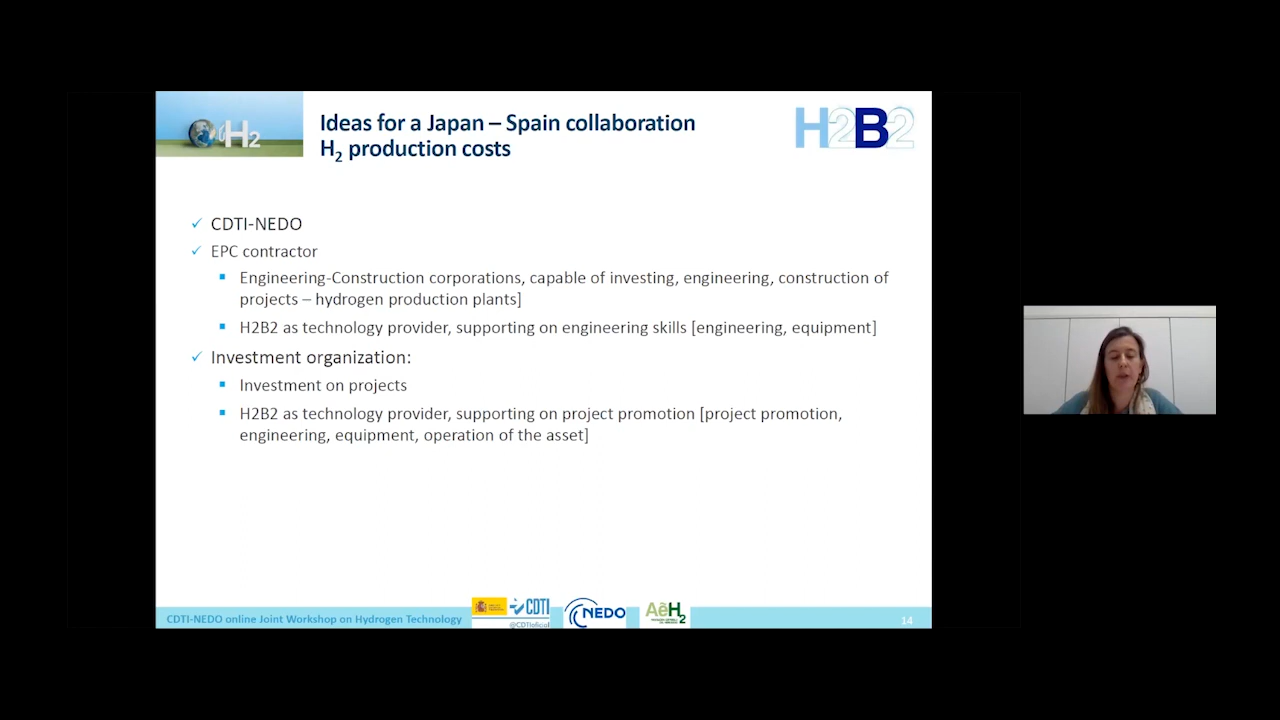 H2
Ideas for a Japan – Spain collaboration
H2 production costs
H2B2
CDTI-NEDO
EPC contractor
Engineering-Construction corporations, capable of investing, engineering, construction of
projects – hydrogen production plants]
H2B2 as technology provider, supporting on engineering skills [engineering, equipment]
Investment organization:
Investment on projects
H2B2 as technology provider, supporting on project promotion [project promotion,
engineering, equipment, operation of the asset]
CDTI-NEDO online Joint Workshop on Hydrogen Technology
CDTI
@CDTIoficial
NEDO
AeH2
14